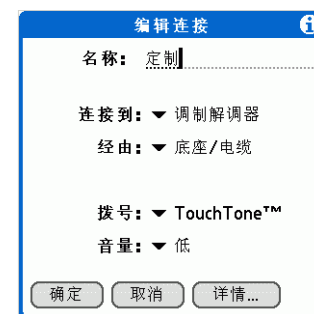 编辑连接
名称： 定制
连接到： 调制解调器
经由： 底座/电缆
拨号： TouchTone™
音量： 低
确定 取消 详情...